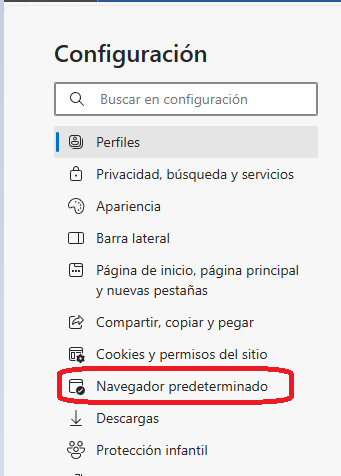 Configuración
Buscar en configuración
Perfiles
Privacidad, búsqueda y servicios
Apariencia
Barra lateral
Página de inicio, página principal
y nuevas pestañas
Compartir, copiar y pegar
Cookies y permisos del sitio
Navegador predeterminado
Descargas
Protección infantil